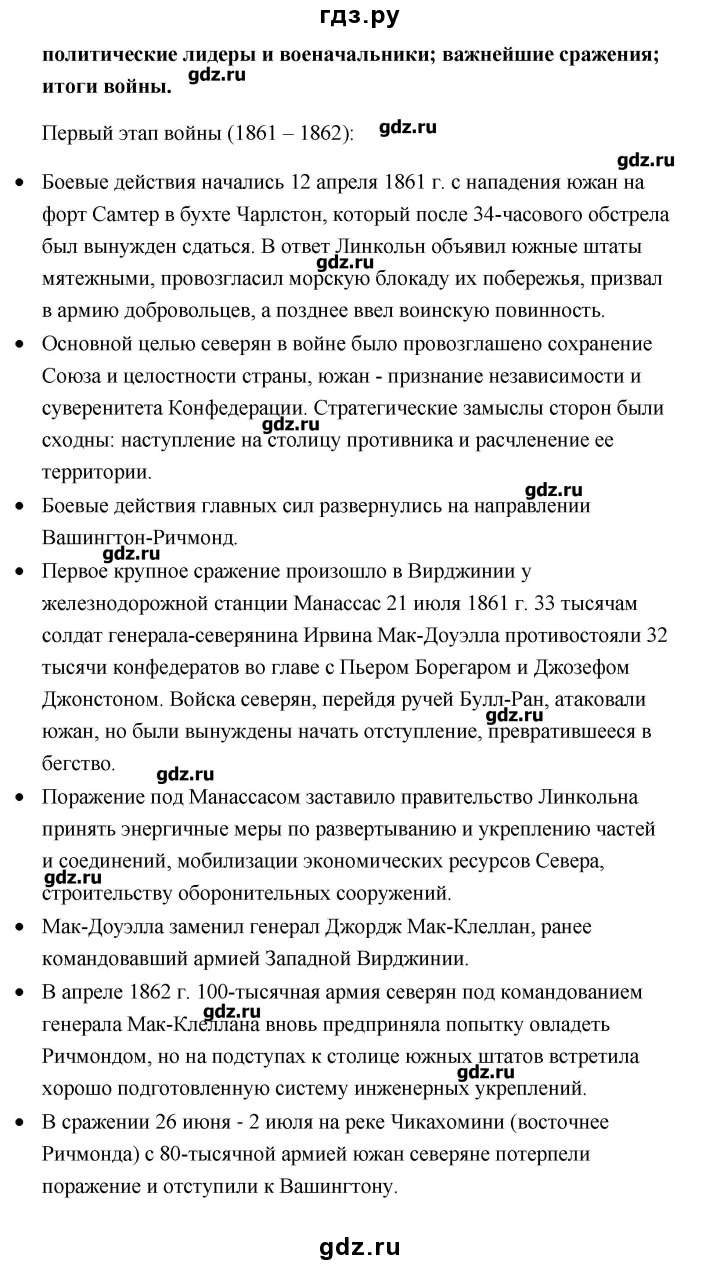 гдз.ру
политические лидеры и военачальники; важнейшие сражения;
gdz.ru
итоги войны.
Первый этап войны (1861 – 1862):
gdz.ru
gdz.ru
• Боевые действия начались 12 апреля 1861 г. с нападения южан на
форт Самтер в бухте Чарлстон, который после 34-часового обстрела
был вынужден сдаться. В ответ Линкольн объявил южные штаты
gdz.ru
мятежными, провозгласил морскую блокаду их побережья, призвал
в армию добровольцев, а позднее ввел воинскую повинность.
• Основной целью северян в войне было провозглашено сохранение
Союза и целостности страны, южан - признание независимости и
суверенитета Конфедерации. Стратегические замыслы сторон были
gdz.ru
сходны: наступление на столицу противника и расчленение ее
территории.
gdz.ru
• Боевые действия главных сил развернулись на направлении
Вашингтон-Ричмонд.
gdz.ru
• Первое крупное сражение произошло в Вирджинии у
железнодорожной станции Манассас 21 июля 1861 г. 33 тысячам
солдат генерала-северянина Ирвина Мак-Доуэлла противостояли 32
тысячи конфедератов во главе с Пьером Борегаром и Джозефом
Джонстоном. Войска северян, перейдя ручей Булл-Ран, атаковали
gdz.ru
южан, но были вынуждены начать отступление, превратившееся в
бегство.
gdz.ru
• Поражение под Манассасом заставило правительство Линкольна
принять энергичные меры по развертыванию и укреплению частей
и соединений, мобилизации экономических ресурсов Севера,
gdz.ru
строительству оборонительных сооружений.
• Мак-Доуэлла заменил генерал Джордж Мак-Клеллан, ранее
командовавший армией Западной Вирджинии.
• В апреле 1862 г. 100-тысячная армия северян под командованием
gdz.ru
генерала Мак-Клеллана вновь предприняла попытку овладеть
Ричмондом, но на подступах к столице южных штатов встретила
gdz.ru
хорошо подготовленную систему инженерных укреплений.
• В сражении 26 июня - 2 июля на реке Чикахомини (восточнее
Ричмонда) с 80-тысячной армией южан северяне потерпели
поражение и отступили к Вашингтону.
gdz.ru